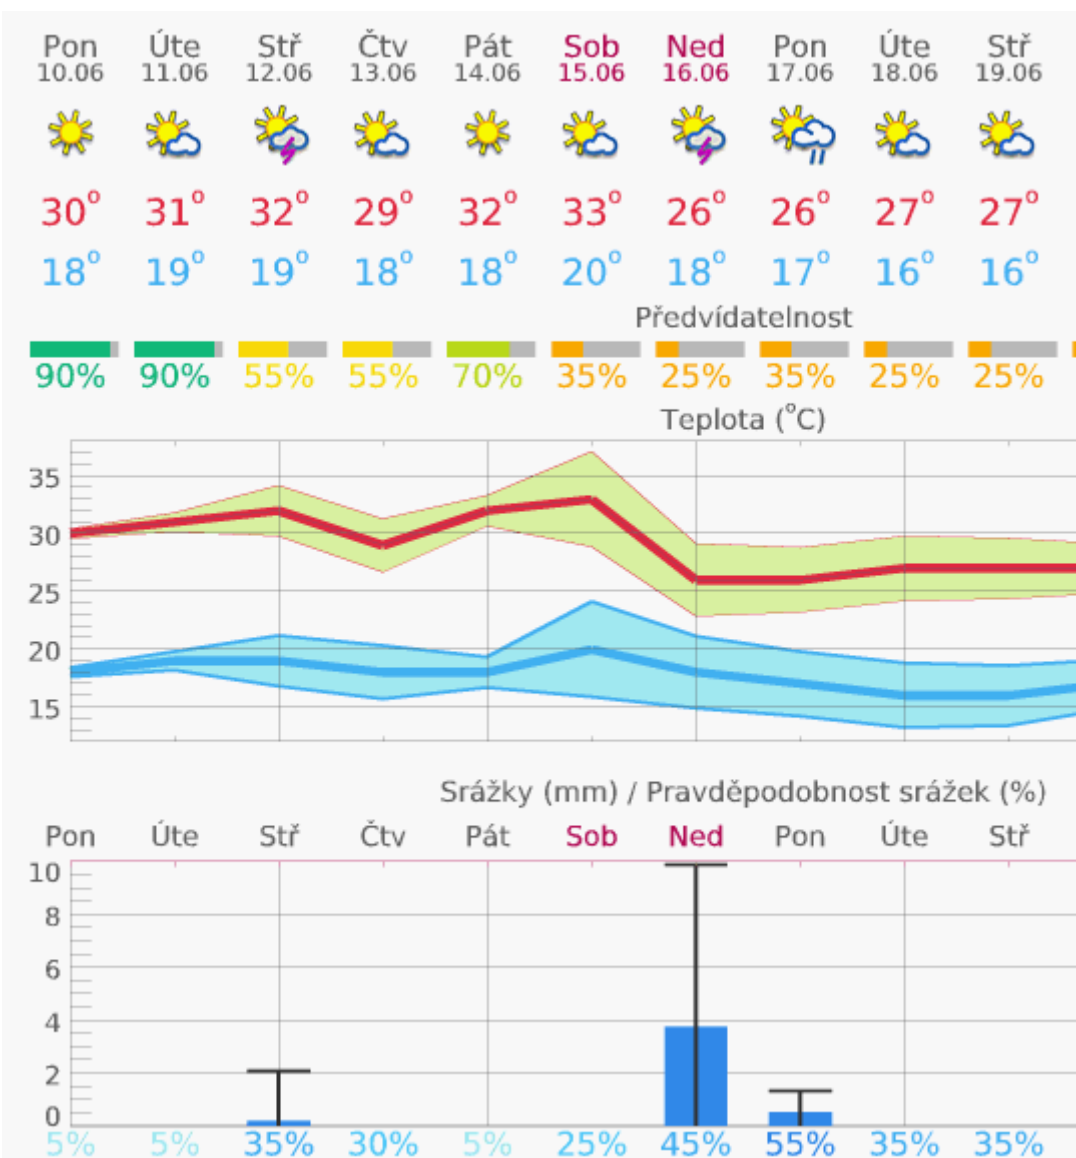 Pon Úte Stř Čtv Pát Sob Ned Pon Úte Stř
10.06 11.06 12.06 13.06 14.06 15.06 16.06 17.06 18.06 19.06
30° 31° 32° 29° 32° 33° 26° 26° 27° 27°
18° 19° 19° 18° 18° 20° 18° 17° 16° 16°
Předvídatelnost
90% 90% 55% 55% 70% 35% 25% 35% 25% 25%
Teplota (°C)
35
30
25
20
15
Srážky (mm) / Pravděpodobnost srážek (%)
Pon Úte Stř Čtv Pát Sob Ned Pon Úte Stř
10
8
6
4
2
0
5% 5% 35% 30% 5% 25% 45% 55% 35% 35%